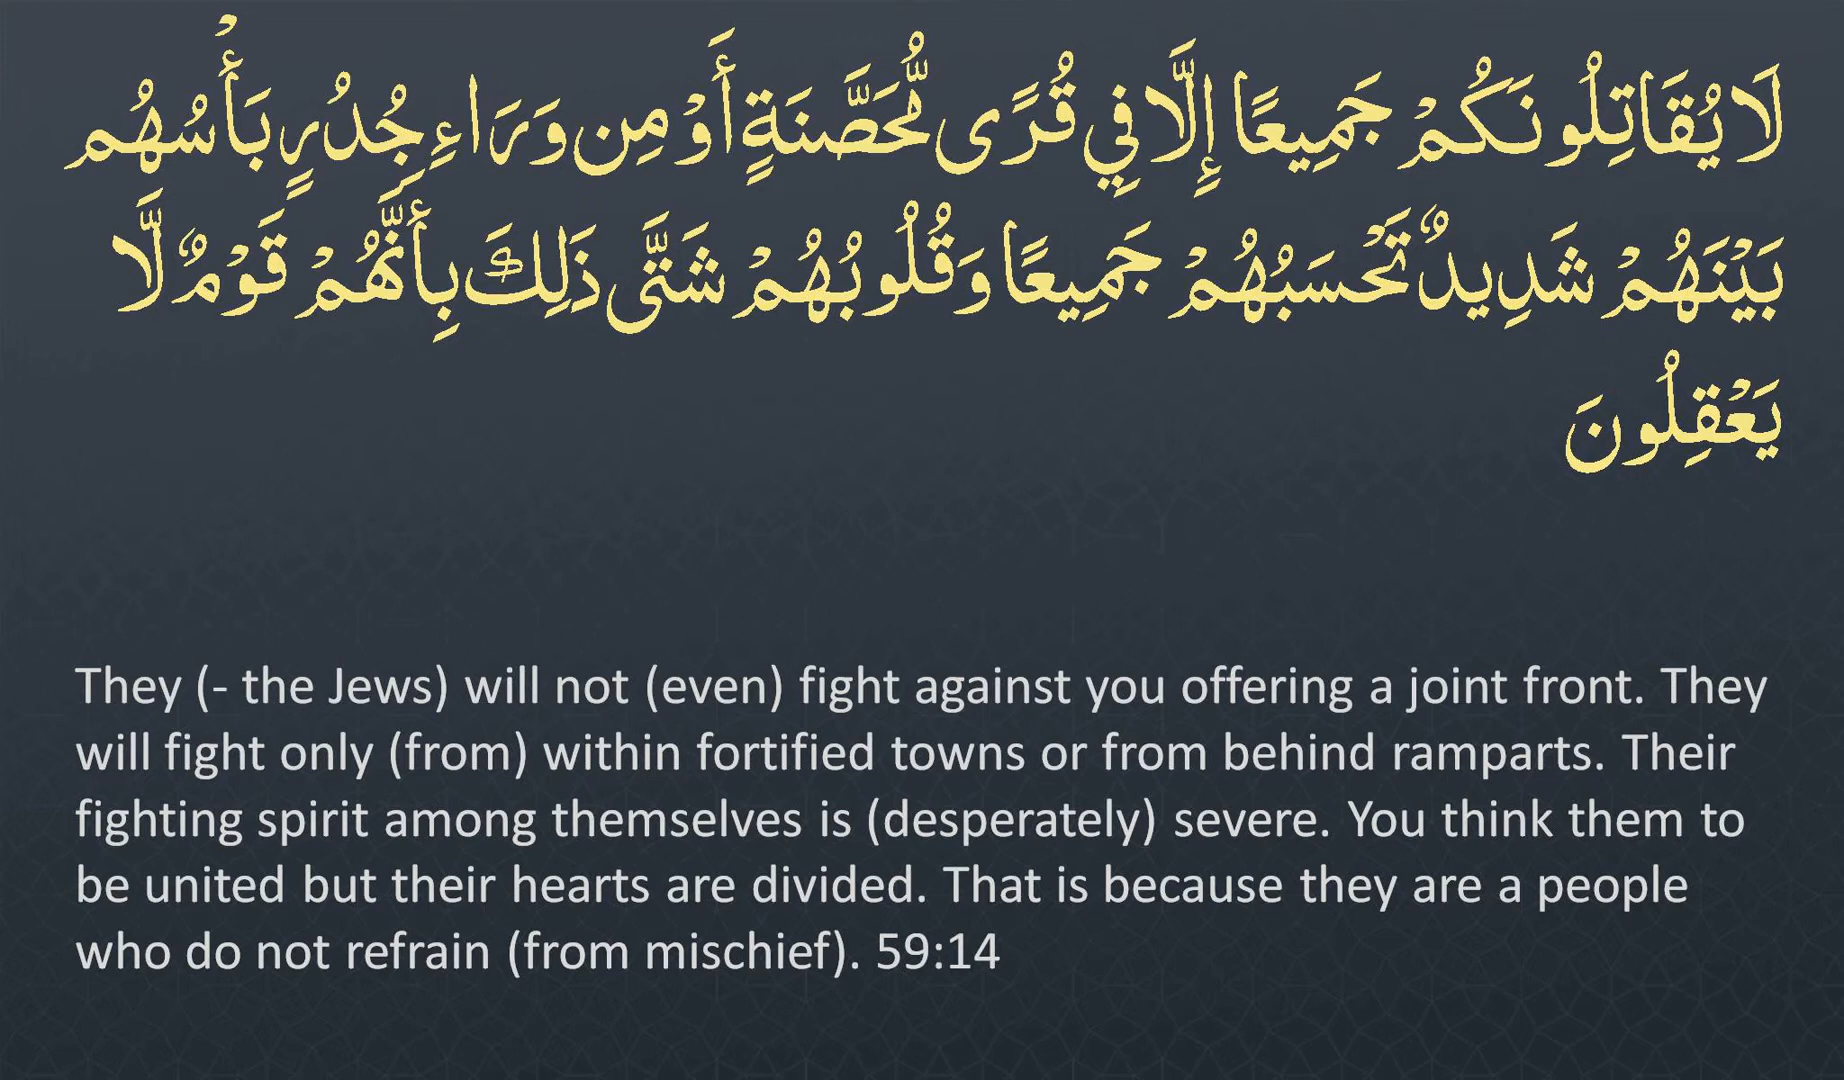 لَا يُقَاتِلُونَكُمْ جَمِيعًا إِلَّا فِي قُرًى مُّحَصَّنَةٍ أَوْ مِن وَرَاءِ جُدُرٍ بَأْسُهُم
بَيْنَهُمْ شَدِيدٌ تَحْسَبُهُمْ جَمِيعًا وَقُلُوبُهُمْ شَتَّى ذَلِكَ بِأَنَّهُمْ قَوْمٌ لَّا
يَعْقِلُونَ
They (- the Jews) will not (even) fight against you offering a joint front. They
will fight only (from) within fortified towns or from behind ramparts. Their
fighting spirit among themselves is (desperately) severe. You think them to
be united but their hearts are divided. That is because they are a people
who do not refrain (from mischief). 59:14